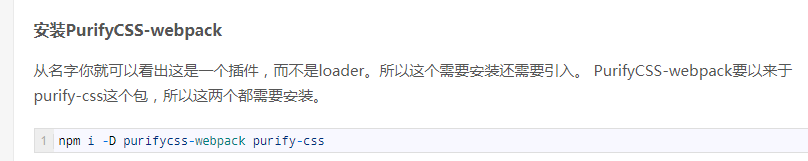 安装PurifyCSS-webpack
从名字你就可以看出这是一个插件，而不是loader。所以这个需要安装还需要引入。 PurifyCSS-webpack要以来于
purify-css这个包，所以这两个都需要安装。
1 npm i -D purifycss-webpack purify-css